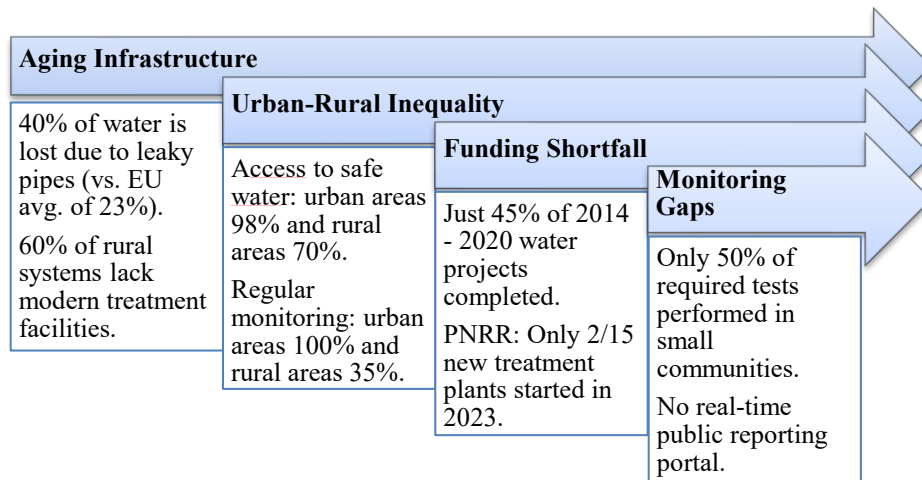 Aging Infrastructure
40% of water is
lost due to leaky
pipes (vs. EU
avg. of 23%).
60% of rural
systems lack
modern treatment
facilities.
Urban-Rural Inequality
Access to safe
water: urban areas
98% and rural
areas 70%.
Regular
monitoring: urban
areas 100% and
rural areas 35%.
Funding Shortfall
Just 45% of 2014
- 2020 water
projects
completed.
PNRR: Only 2/15
new treatment
plants started in
2023.
Monitoring
Gaps
Only 50% of
required tests
performed in
small
communities.
No real-time
public reporting
portal.